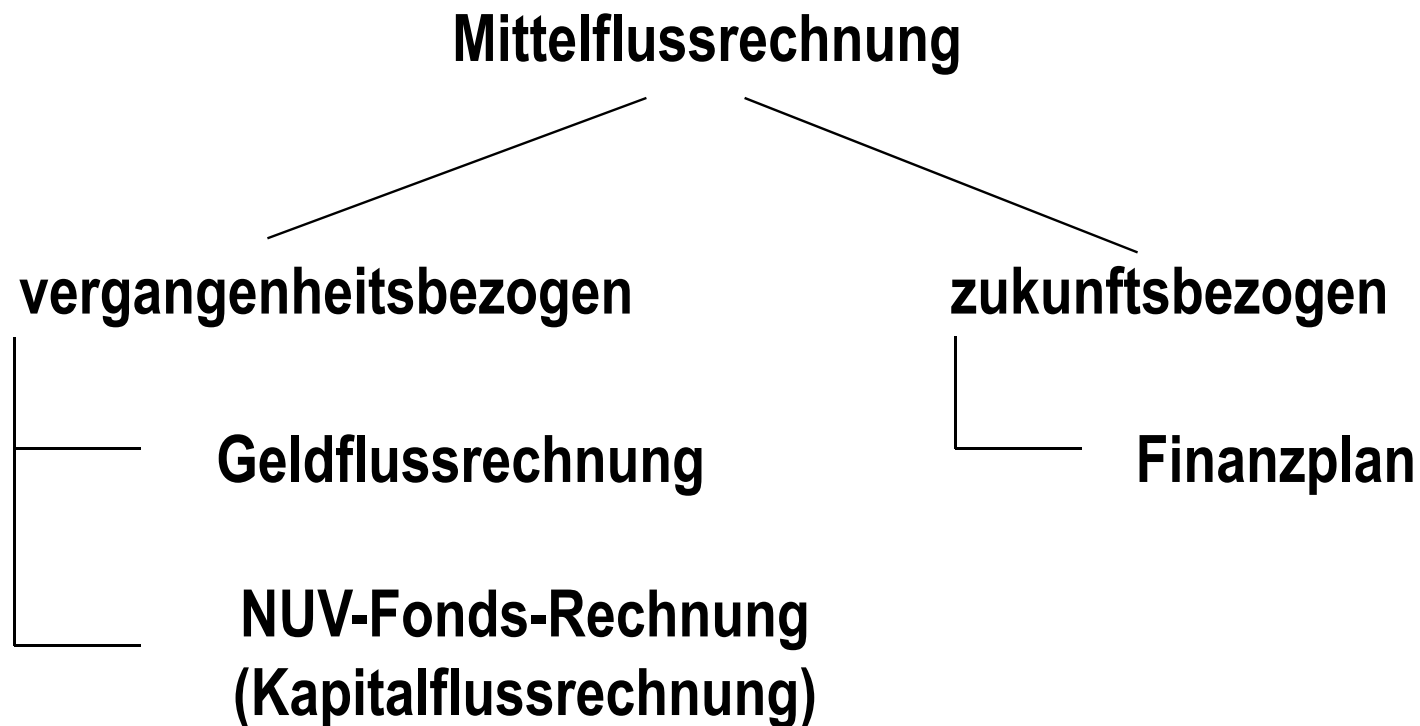 Mittelflussrechnung
vergangenheitsbezogen
zukunftsbezogen
Geldflussrechnung
Finanzplan
NUV-Fonds-Rechnung
(Kapitalflussrechnung)